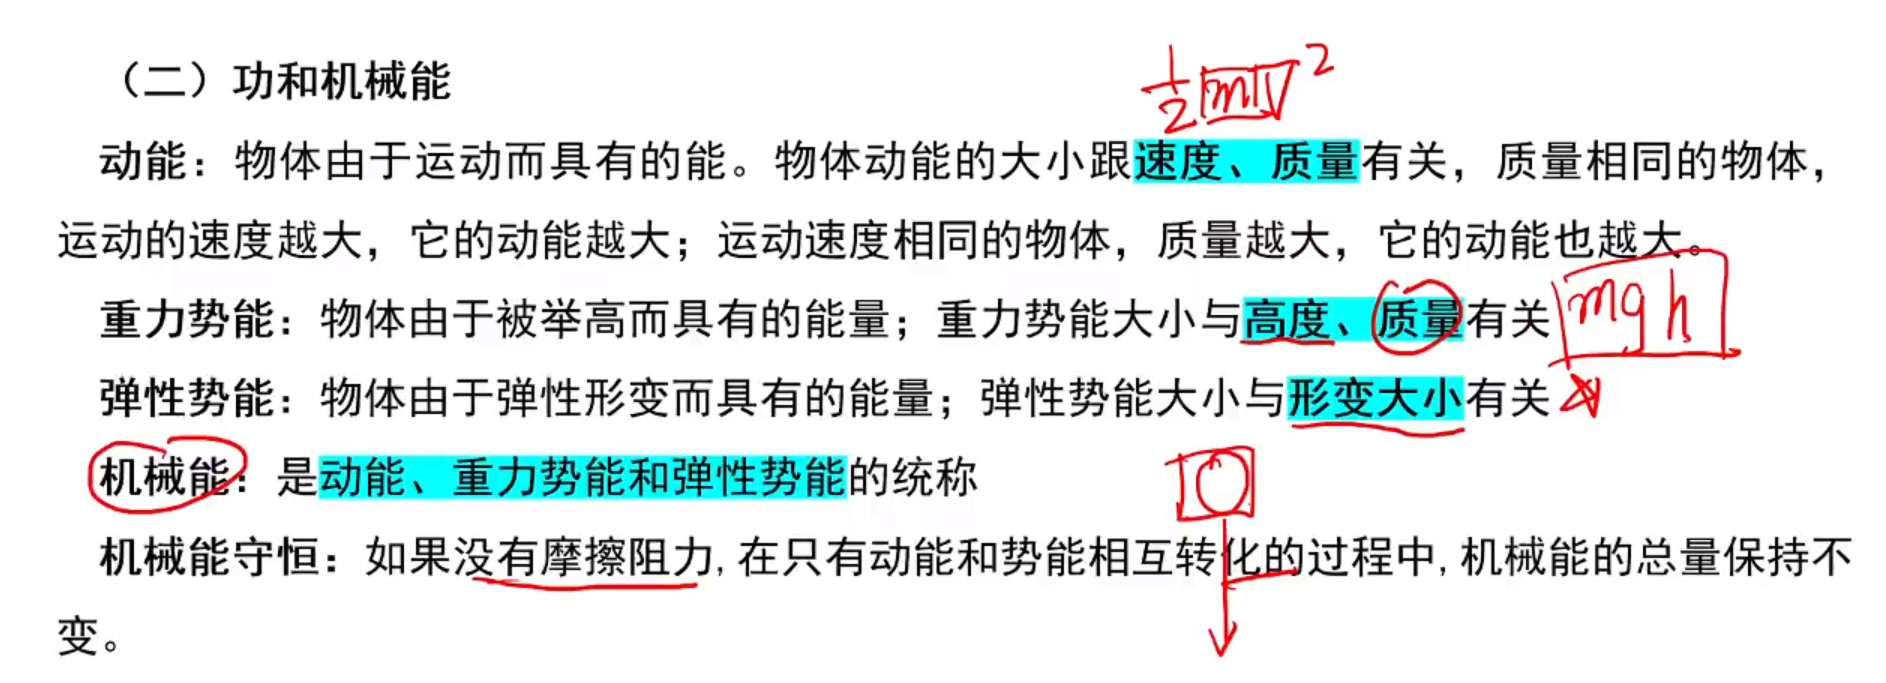 ½mv²
（二）功和机械能
动能：物体由于运动而具有的能。物体动能的大小跟速度、质量有关，质量相同的物体，
运动的速度越大，它的动能越大；运动速度相同的物体，质量越大，它的动能也越大。
重力势能：物体由于被举高而具有的能量；重力势能大小与高度、质量有关 mgh
弹性势能：物体由于弹性形变而具有的能量；弹性势能大小与形变大小有关
机械能：是动能、重力势能和弹性势能的统称
机械能守恒：如果没有摩擦阻力,在只有动能和势能相互转化的过程中,机械能的总量保持不
变。